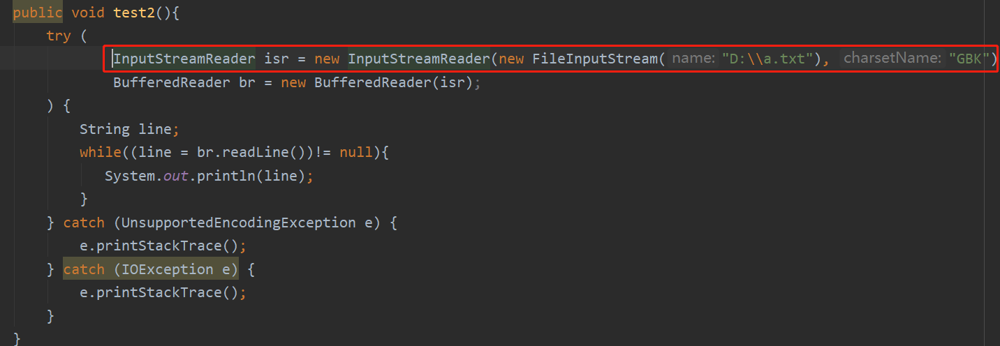 public void test2(){
try (
InputStreamReader isr = new InputStreamReader(new FileInputStream( name: "D:\\a.txt"), charsetName: "GBK")
BufferedReader br = new BufferedReader(isr);
) {
String line;
while((line = br.readLine())!= null){
System.out.println(line);
}
} catch (UnsupportedEncodingException e) {
e.printStackTrace();
} catch (IOException e) {
e.printStackTrace();
}
}